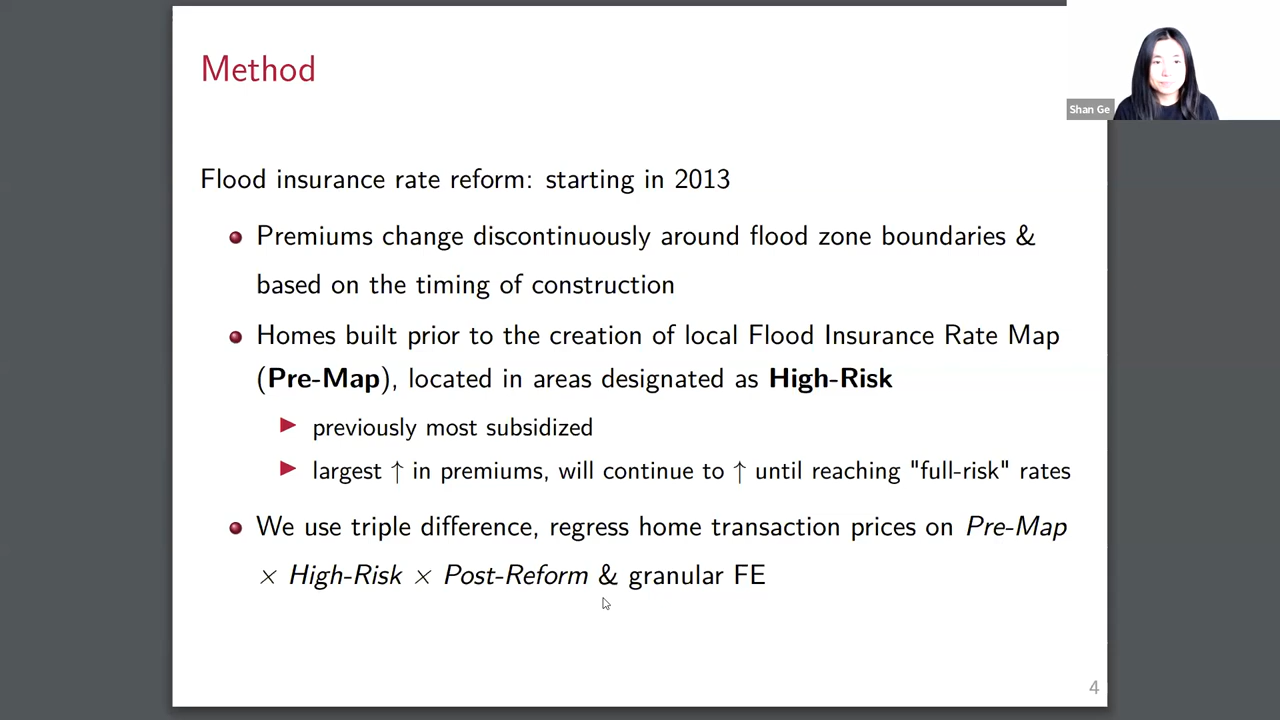 Method
Shan Ge
Flood insurance rate reform: starting in 2013
Premiums change discontinuously around flood zone boundaries &
based on the timing of construction
Homes built prior to the creation of local Flood Insurance Rate Map
(Pre-Map), located in areas designated as High-Risk
previously most subsidized
largest ↑ in premiums, will continue to ↑ until reaching "full-risk" rates
We use triple difference, regress home transaction prices on Pre-Map
× High-Risk × Post-Reform & granular FE
4